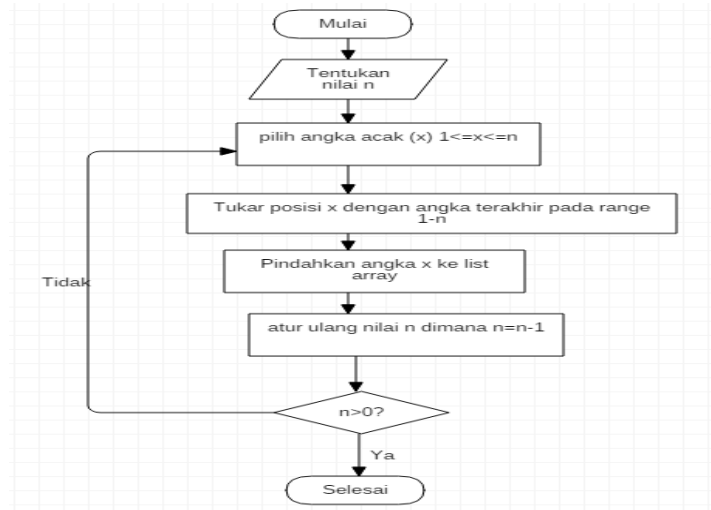 Mulai
Tentukan
nilai n
pilih angka acak (x) 1<=x<=n
Tukar posisi x dengan angka terakhir pada range
1-n
Pindahkan angka x ke list
array
Tidak
atur ulang nilai n dimana n=n-1
n>0?
Ya
Selesai